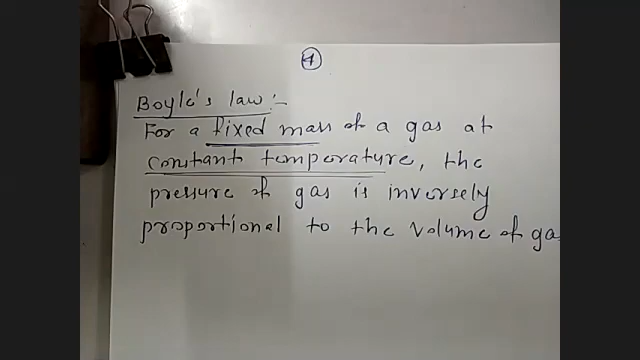 4
Boyle's law :-
For a fixed mass of a gas at
constant temperature, the
pressure of gas is inversely
proportional to the volume of ga